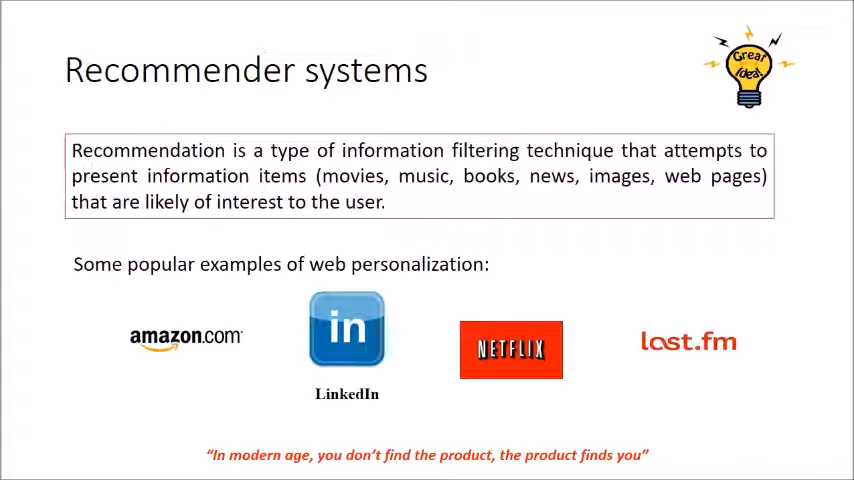 Recommender systems
Great
Idea!
Recommendation is a type of information filtering technique that attempts to
present information items (movies, music, books, news, images, web pages)
that are likely of interest to the user.
Some popular examples of web personalization:
amazon.com
in
NETFLIX
last.fm
LinkedIn
“In modern age, you don’t find the product, the product finds you”